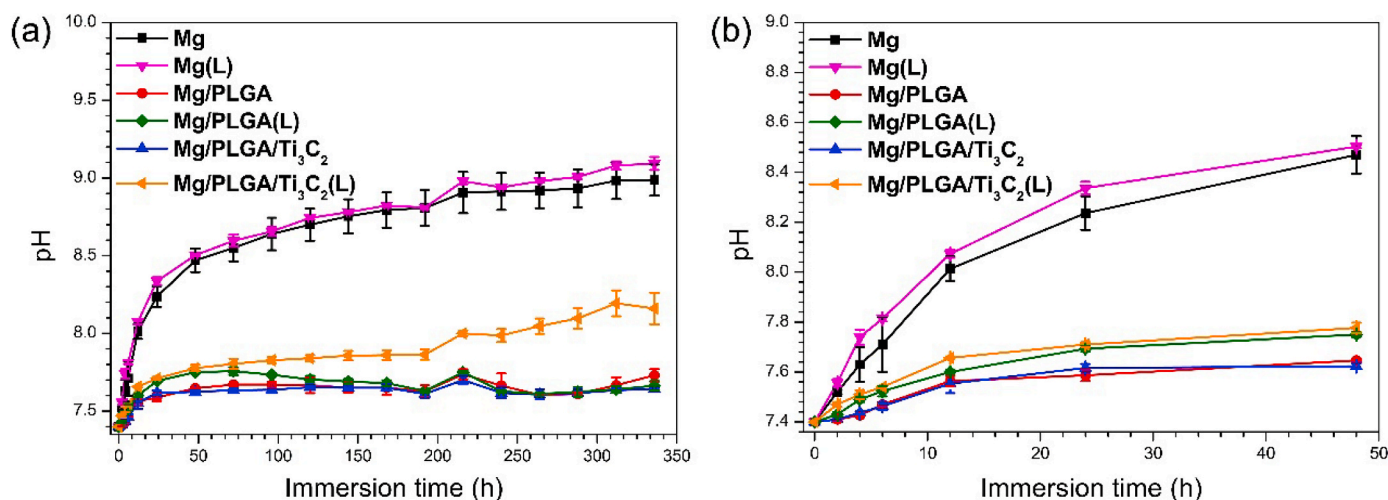 (a)
10.0
9.5
9.0
8.5
8.0
7.5
pH
Mg
Mg(L)
Mg/PLGA
Mg/PLGA(L)
Mg/PLGA/Ti₃C₂
Mg/PLGA/Ti₃C₂(L)
0 50 100 150 200 250 300 350
Immersion time (h)
(b)
9.0
8.8
8.6
8.4
8.2
8.0
7.8
7.6
7.4
pH
Mg
Mg(L)
Mg/PLGA
Mg/PLGA(L)
Mg/PLGA/Ti₃C₂
Mg/PLGA/Ti₃C₂(L)
0 10 20 30 40 50
Immersion time (h)